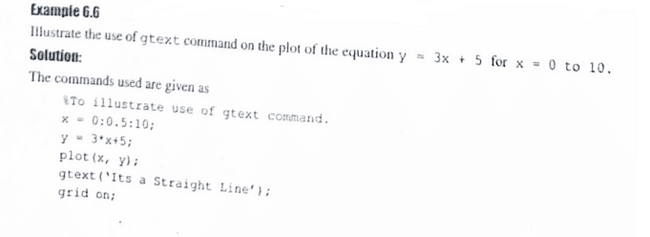 Example 6.6
Illustrate the use of gtext command on the plot of the equation y = 3x + 5 for x = 0 to 10.
Solution:
The commands used are given as
%To illustrate use of gtext command.
x = 0:0.5:10;
y = 3*x+5;
plot(x, y);
gtext('Its a Straight Line');
grid on;